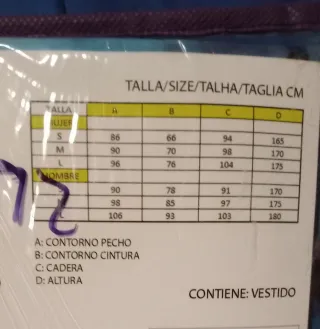 TALLA/SIZE/TALHA/TAGLIA CM
TALLA A B C D
MUJER
S 86 66 94 165
M 90 70 98 170
L 96 76 104 175
HOMBRE
90 78 91 170
98 85 97 175
106 93 103 180
A: CONTORNO PECHO
B: CONTORNO CINTURA
C: CADERA
D: ALTURA
CONTIENE: VESTIDO